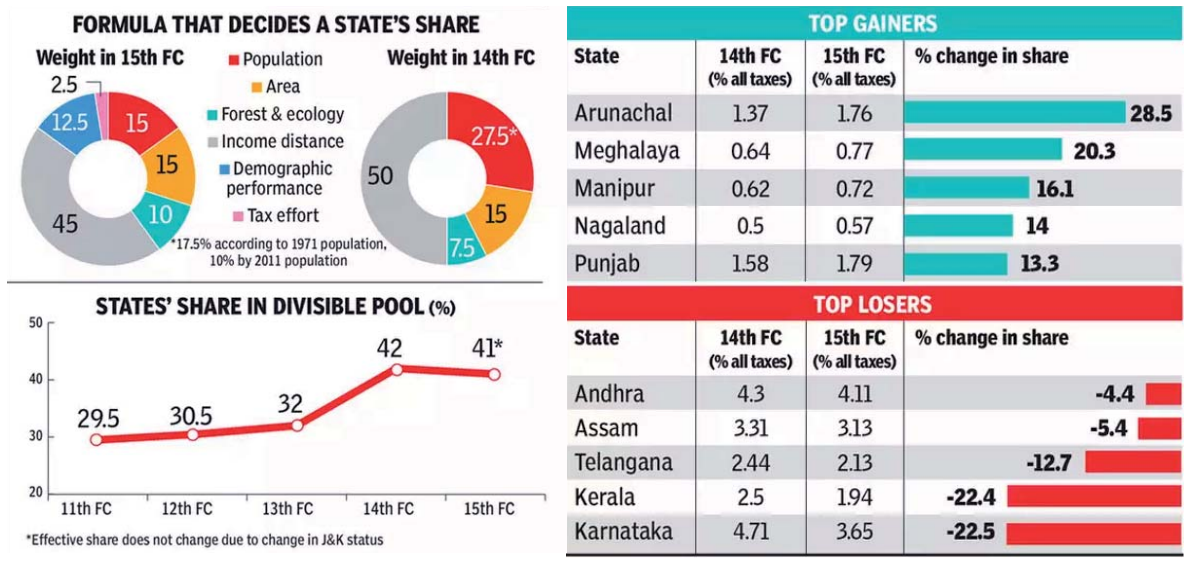 FORMULA THAT DECIDES A STATE'S SHARE
Weight in 15th FC
2.5
12.5
15
15
10
45
Population
Area
Forest & ecology
Income distance
Demographic
performance
Tax effort
*17.5% according to 1971 population,
10% by 2011 population
Weight in 14th FC
27.5*
50
15
7.5
STATES' SHARE IN DIVISIBLE POOL (%)
50
40
30
20
29.5
30.5
32
42
41*
11th FC 12th FC 13th FC 14th FC 15th FC
*Effective share does not change due to change in J&K status
TOP GAINERS
State 14th FC 15th FC % change in share
(% all taxes) (% all taxes)
Arunachal 1.37 1.76 28.5
Meghalaya 0.64 0.77 20.3
Manipur 0.62 0.72 16.1
Nagaland 0.5 0.57 14
Punjab 1.58 1.79 13.3
TOP LOSERS
State 14th FC 15th FC % change in share
(% all taxes) (% all taxes)
Andhra 4.3 4.11 -4.4
Assam 3.31 3.13 -5.4
Telangana 2.44 2.13 -12.7
Kerala 2.5 1.94 -22.4
Karnataka 4.71 3.65 -22.5